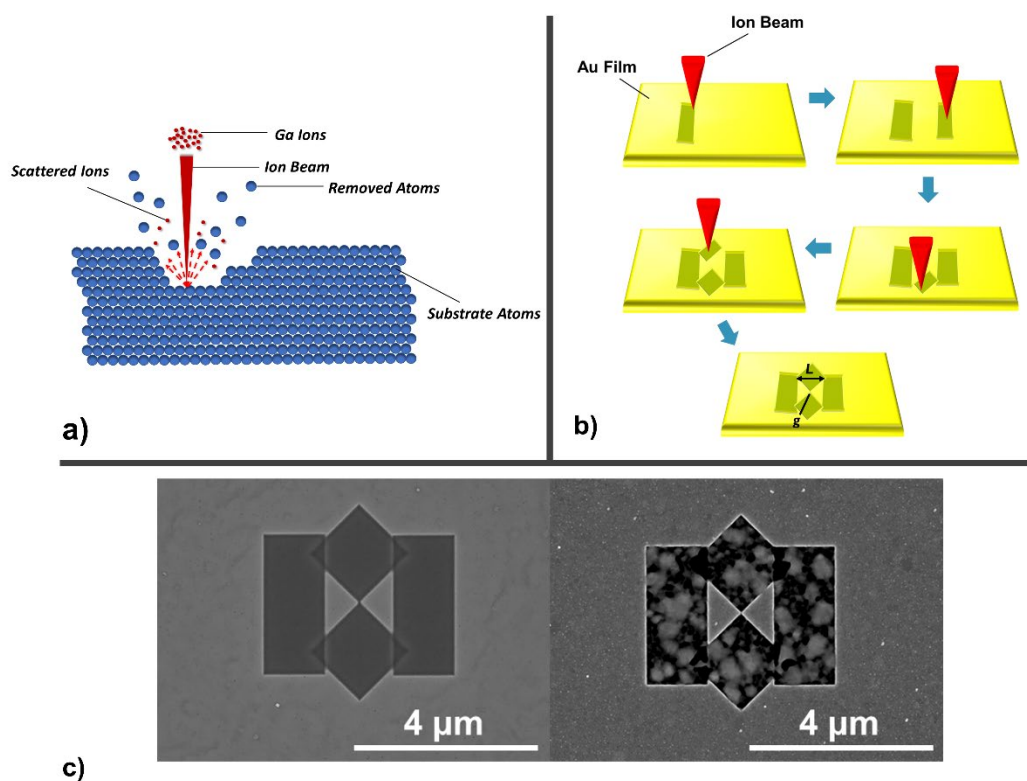 Ga Ions
Ion Beam
Scattered Ions
Removed Atoms
Substrate Atoms
a)
Ion Beam
Au Film
L
g
b)
4 µm
4 µm
c)